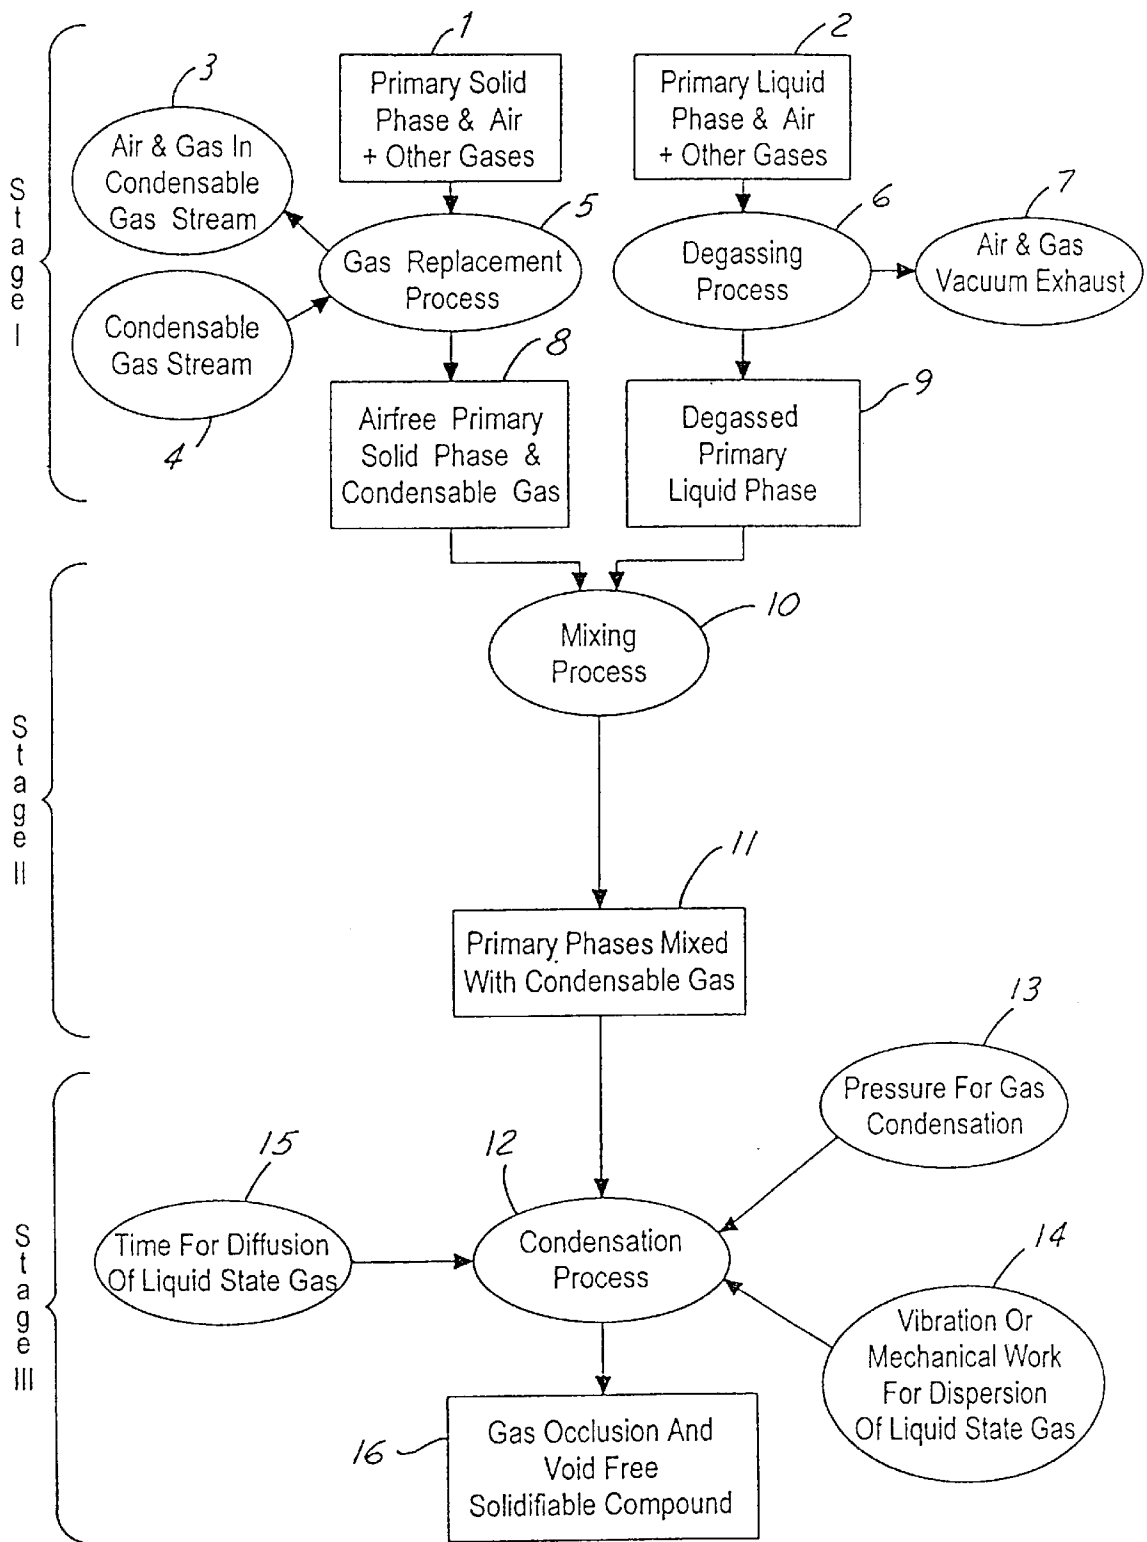 1
Primary Solid
Phase & Air
+ Other Gases
2
Primary Liquid
Phase & Air
+ Other Gases
3
Air & Gas In
Condensable
Gas Stream
Stage I
5
Gas Replacement
Process
6
Degassing
Process
7
Air & Gas
Vacuum Exhaust
Condensable
Gas Stream
4
8
Airfree Primary
Solid Phase &
Condensable Gas
9
Degassed
Primary
Liquid Phase
Stage II
10
Mixing
Process
11
Primary Phases Mixed
With Condensable Gas
Stage III
13
Pressure For Gas
Condensation
15
Time For Diffusion
Of Liquid State Gas
12
Condensation
Process
14
Vibration Or
Mechanical Work
For Dispersion
Of Liquid State Gas
16
Gas Occlusion And
Void Free
Solidifiable Compound